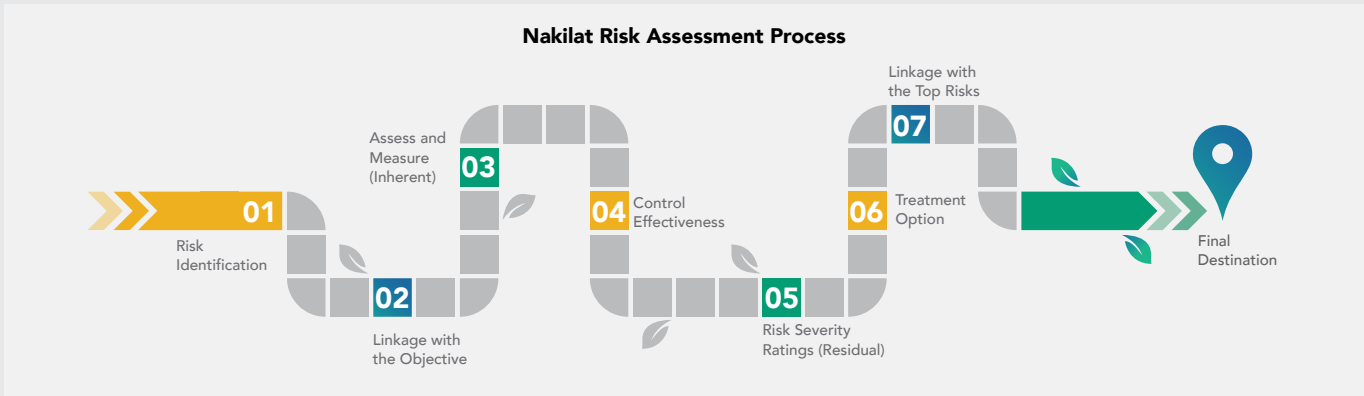 Nakilat Risk Assessment Process
01
Risk
Identification
02
Linkage with
the Objective
03
Assess and
Measure
(Inherent)
04
Control
Effectiveness
05
Risk Severity
Ratings (Residual)
06
Treatment
Option
07
Linkage with
the Top Risks
Final
Destination